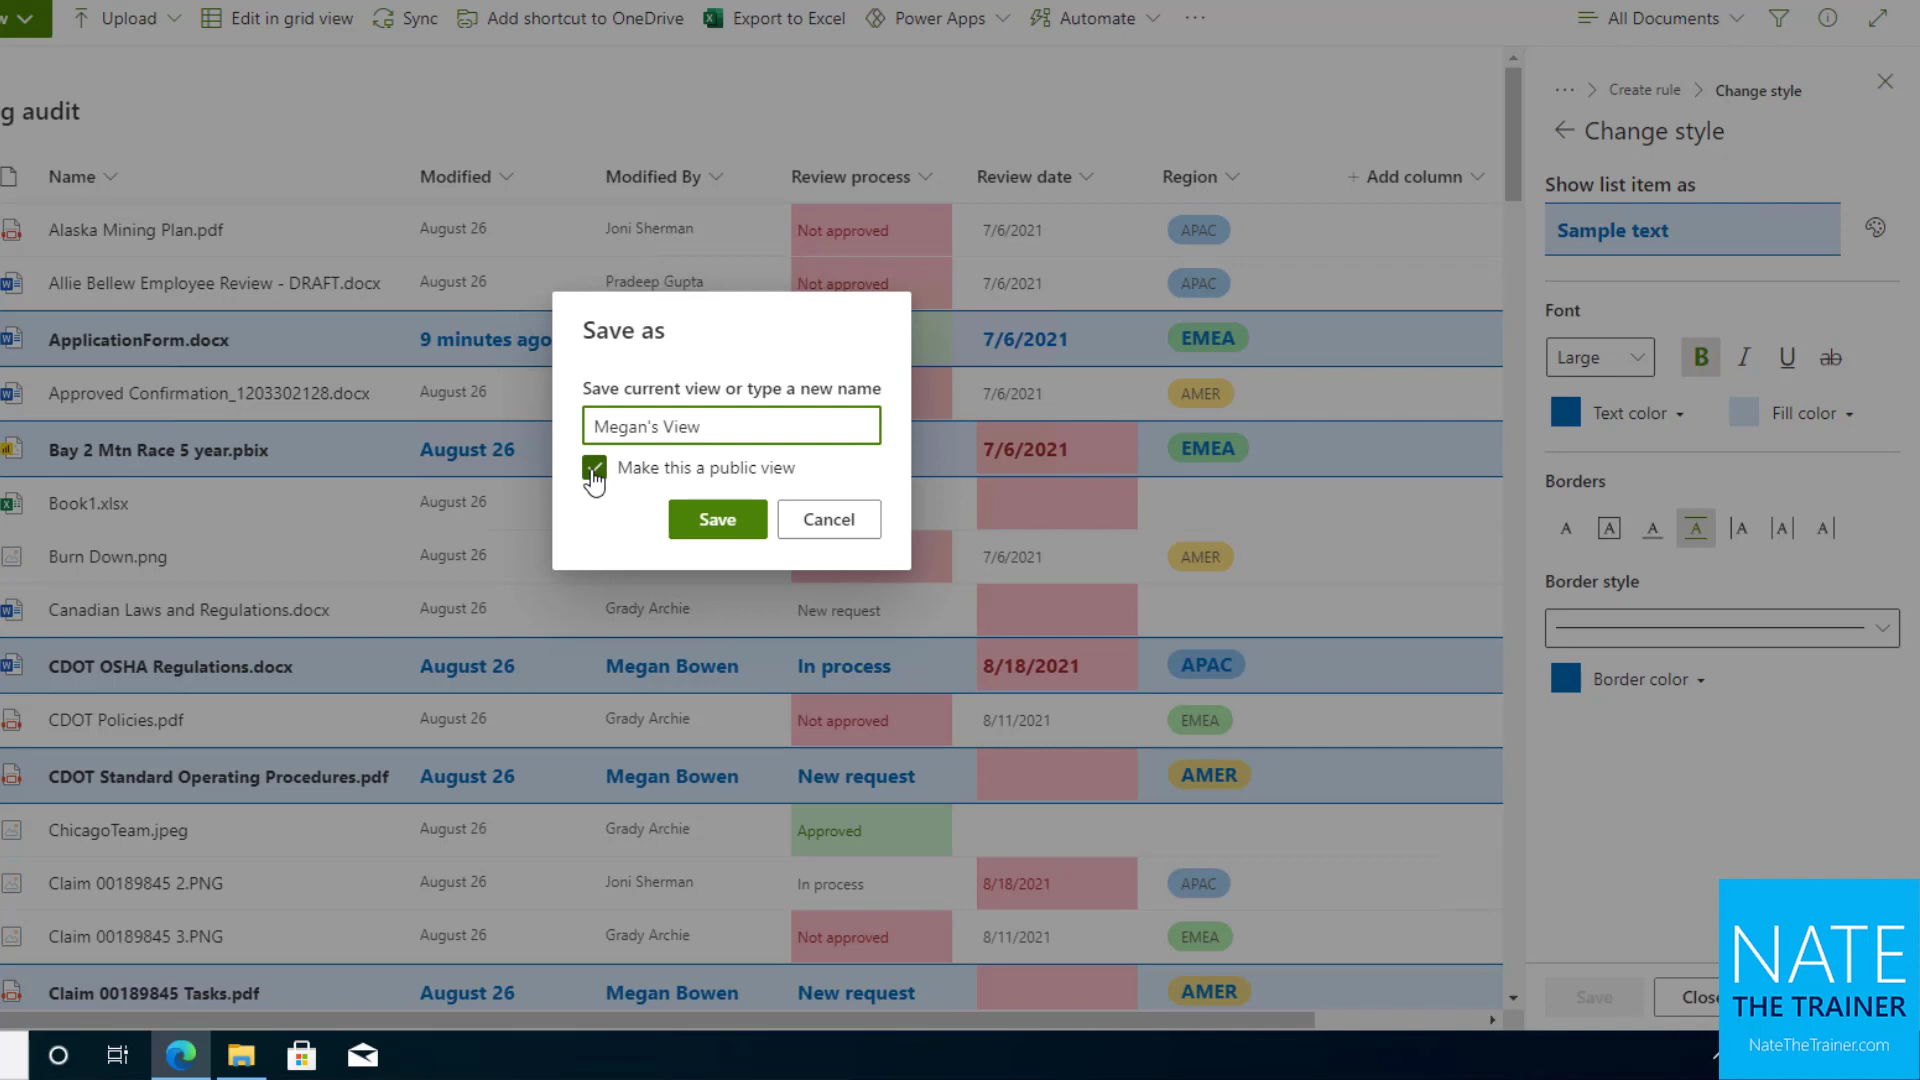 w Upload Edit in grid view Sync Add shortcut to OneDrive Export to Excel Power Apps Automate ··· All Documents
g audit
Name Modified Modified By Review process Review date Region + Add column
Alaska Mining Plan.pdf August 26 Joni Sherman Not approved 7/6/2021 APAC
Allie Bellew Employee Review - DRAFT.docx August 26 Pradeep Gupta Not approved 7/6/2021 APAC
ApplicationForm.docx 9 minutes ago 7/6/2021 EMEA
Approved Confirmation_1203302128.docx August 26 7/6/2021 AMER
Bay 2 Mtn Race 5 year.pbix August 26 7/6/2021 EMEA
Book1.xlsx August 26
Burn Down.png August 26 7/6/2021 AMER
Canadian Laws and Regulations.docx August 26 Grady Archie New request
CDOT OSHA Regulations.docx August 26 Megan Bowen In process 8/18/2021 APAC
CDOT Policies.pdf August 26 Grady Archie Not approved 8/11/2021 EMEA
CDOT Standard Operating Procedures.pdf August 26 Megan Bowen New request AMER
ChicagoTeam.jpeg August 26 Grady Archie Approved
Claim 00189845 2.PNG August 26 Joni Sherman In process 8/18/2021 APAC
Claim 00189845 3.PNG August 26 Grady Archie Not approved 8/11/2021 EMEA
Claim 00189845 Tasks.pdf August 26 Megan Bowen New request AMER
Save as
Save current view or type a new name
Megan's View
Make this a public view
Save Cancel
··· > Create rule > Change style
Change style
Show list item as
Sample text
Font
Large B I U ab
Text color Fill color
Borders
A A A A A A A
Border style
Border color
Save Close
NATE
THE TRAINER
NateTheTrainer.com